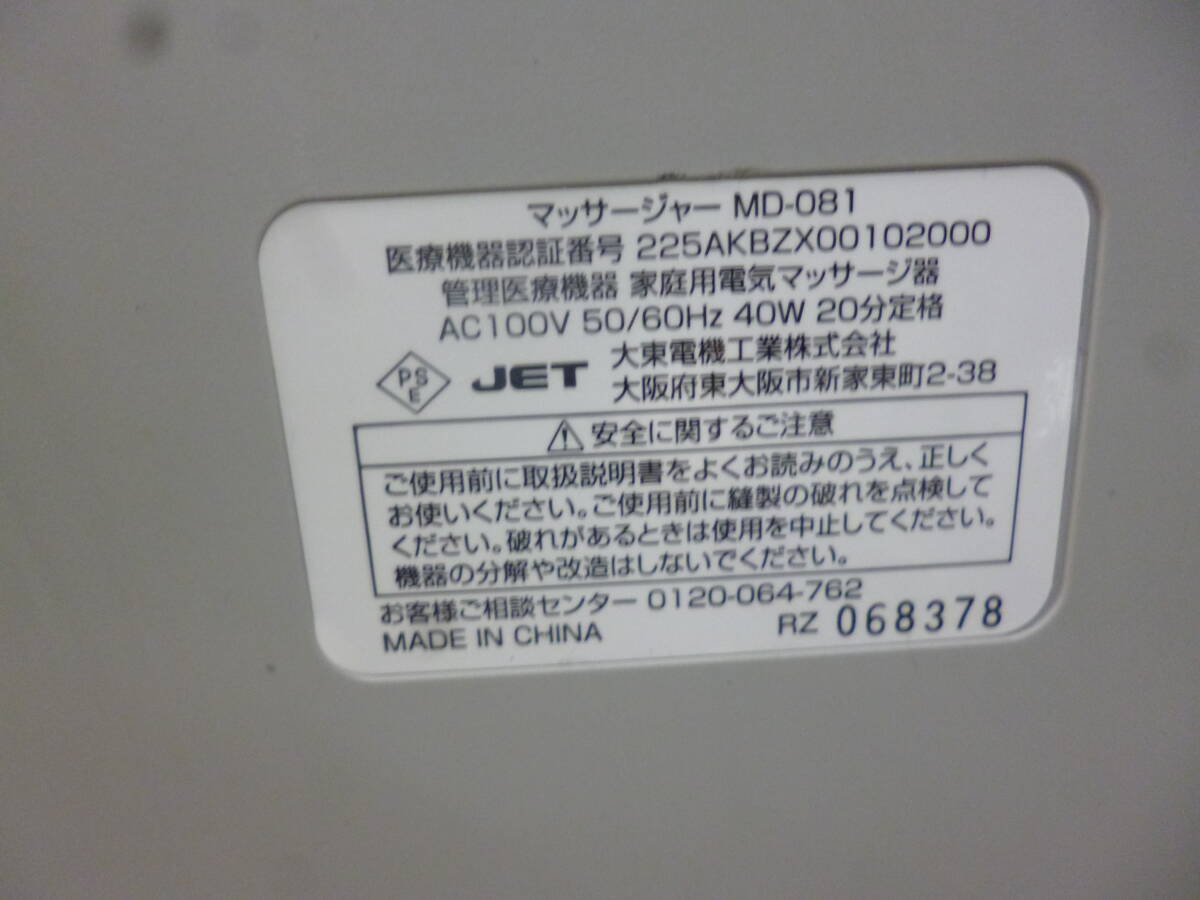 マッサージャー MD-081
医療機器認証番号 225AKBZX00102000
管理医療機器 家庭用電気マッサージ器
AC100V 50/60Hz 40W 20分定格
PSE JET 大東電機工業株式会社
大阪府東大阪市新家東町2-38
⚠ 安全に関するご注意
ご使用前に取扱説明書をよくお読みのうえ、正しく
お使いください。ご使用前に縫製の破れを点検して
ください。破れがあるときは使用を中止してください。
機器の分解や改造はしないでください。
お客様ご相談センター 0120-064-762
MADE IN CHINA RZ 068378